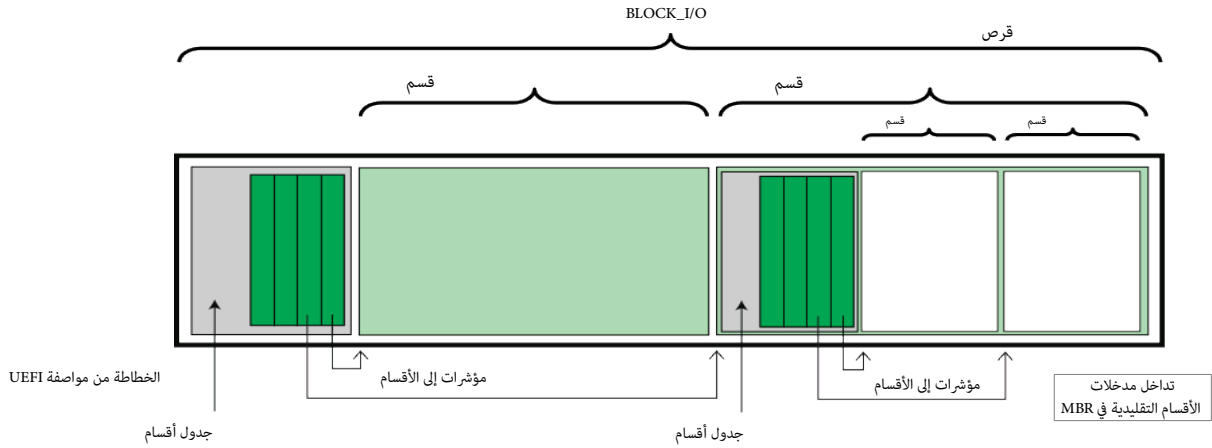 BLOCK_I/O
قرص
قسم
قسم
قسم
قسم
مؤشرات إلى الأقسام
مؤشرات إلى الأقسام
الخطاطة من مواصفة UEFI
جدول أقسام
جدول أقسام
تداخل مدخلات
الأقسام التقليدية في MBR